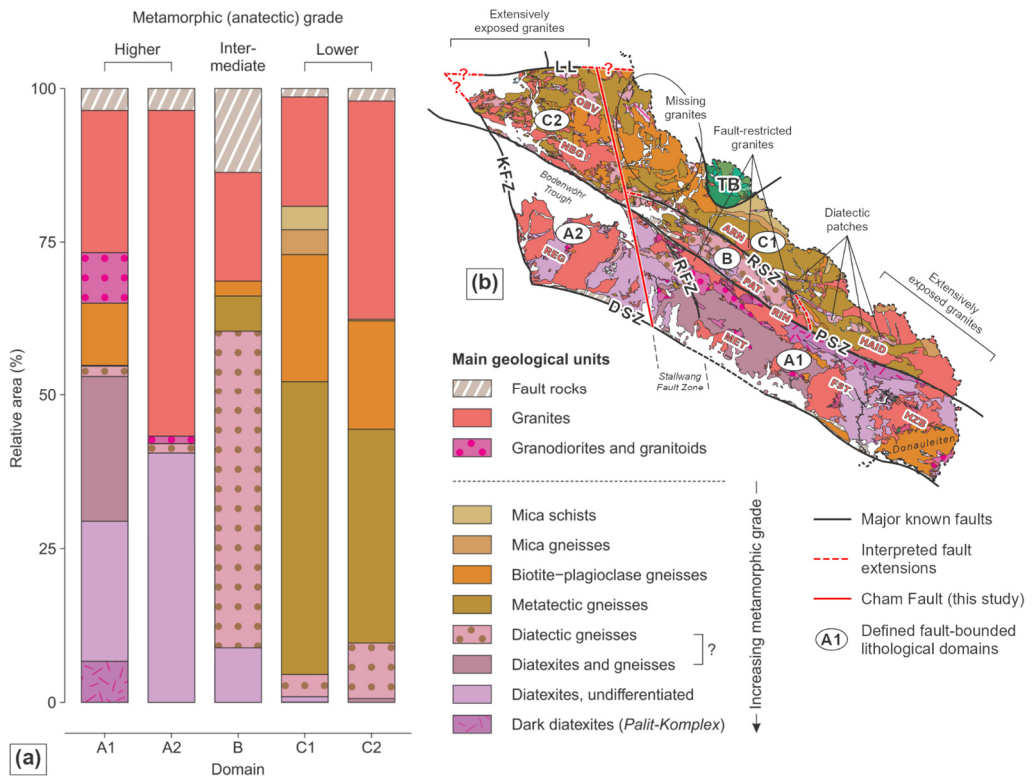 Metamorphic (anatectic) grade
Higher
Inter-
mediate
Lower
100
75
50
25
0
Relative area (%)
A1
A2
B
C1
C2
Domain
(a)
Extensively
exposed granites
?
?
?
L L
OBV
C2
NBG
Missing
granites
Fault-restricted
granites
TB
K·F·Z
Bodenwöhr
Trough
Diatectic
patches
ARN
C1
A2
REG
B
R·S·Z
PAT
(b)
R·F·Z
Extensively
exposed granites
D·S·Z
RIN
P·S·Z
HAID
MET
A1
Stallwang
Fault Zone
FST
HZB
Donauleiten
Main geological units
Fault rocks
Granites
Granodiorites and granitoids
Mica schists
Mica gneisses
Biotite–plagioclase gneisses
Metatectic gneisses
Diatectic gneisses
Diatexites and gneisses
?
Diatexites, undifferentiated
Dark diatexites (Palit-Komplex)
Increasing metamorphic grade
Major known faults
Interpreted fault
extensions
Cham Fault (this study)
A1
Defined fault-bounded
lithological domains